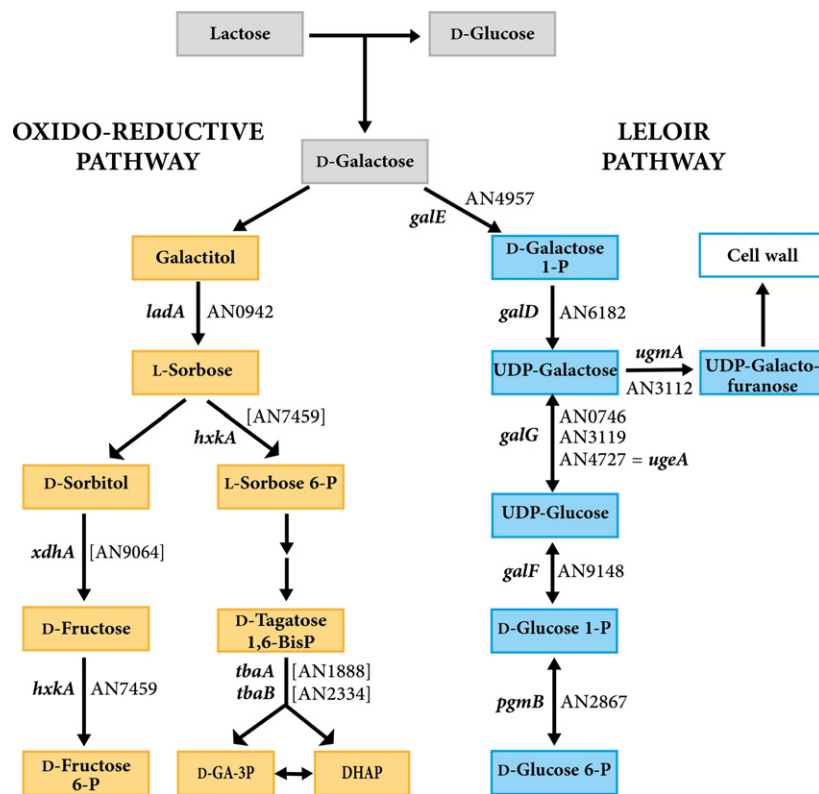 Lactose
D-Glucose
OXIDO-REDUCTIVE
PATHWAY
LELOIR
PATHWAY
D-Galactose
AN4957
galE
Galactitol
D-Galactose
1-P
Cell wall
ladA AN0942
galD AN6182
L-Sorbose
UDP-Galactose
ugmA
AN3112
UDP-Galacto-
furanose
[AN7459]
hxkA
galG
AN0746
AN3119
AN4727 = ugeA
D-Sorbitol
L-Sorbose 6-P
UDP-Glucose
xdhA [AN9064]
galF AN9148
D-Fructose
D-Tagatose
1,6-BisP
D-Glucose 1-P
hxkA AN7459
tbaA [AN1888]
tbaB [AN2334]
pgmB AN2867
D-Fructose
6-P
D-GA-3P
DHAP
D-Glucose 6-P